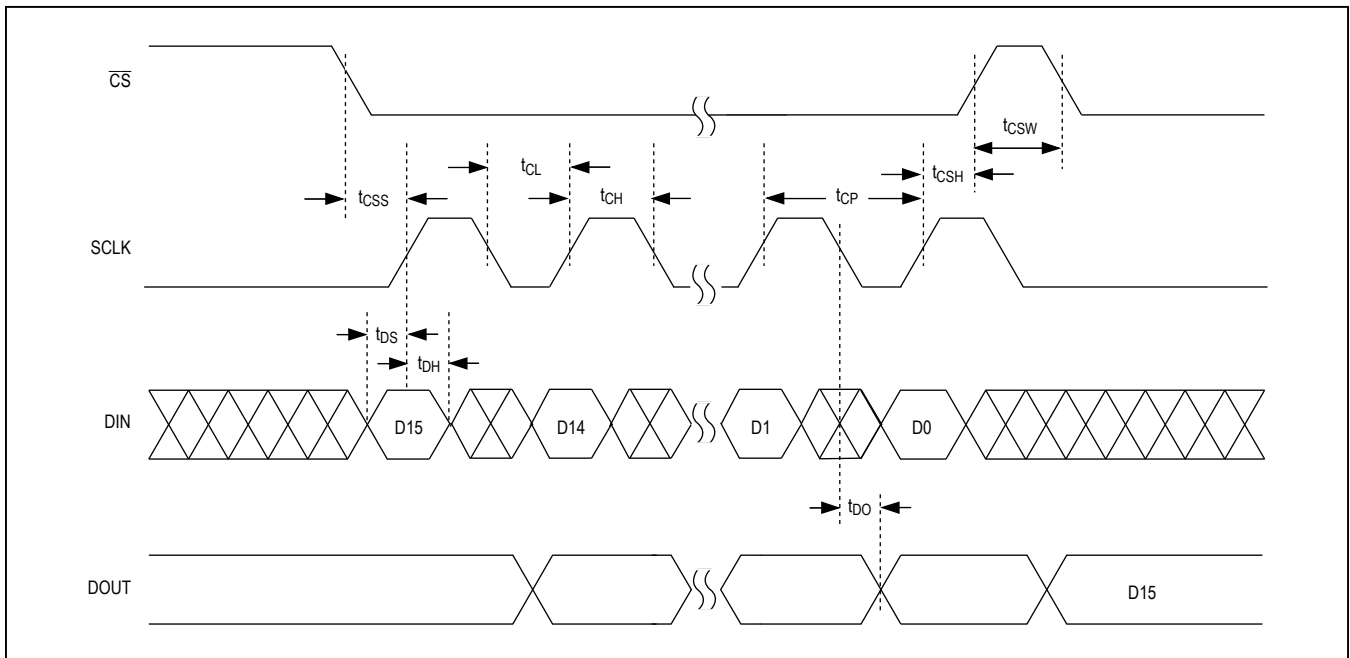 CS
tCSW
tCL
tCSH
tCSS
tCH
tCP
SCLK
tDS
tDH
DIN
D15
D14
D1
D0
tDO
DOUT
D15